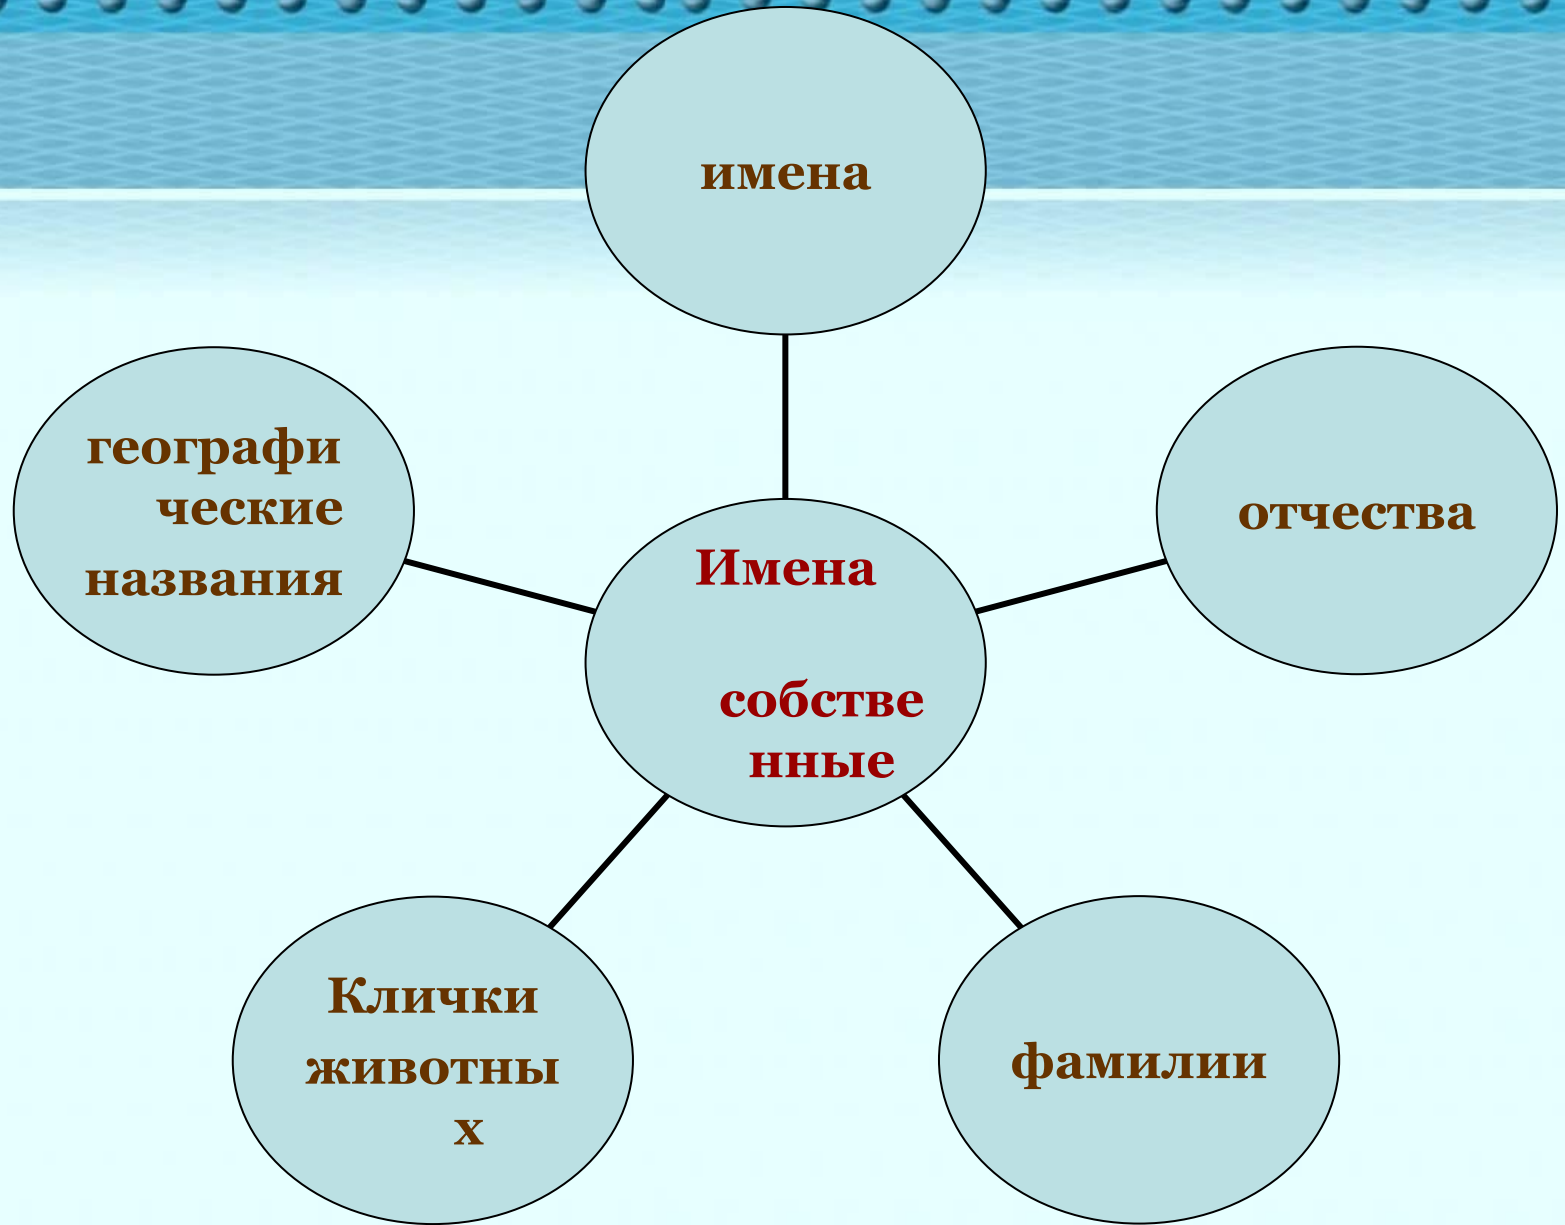 имена
географи
ческие
названия
отчества
Имена
собстве
нные
Клички
животны
х
фамилии